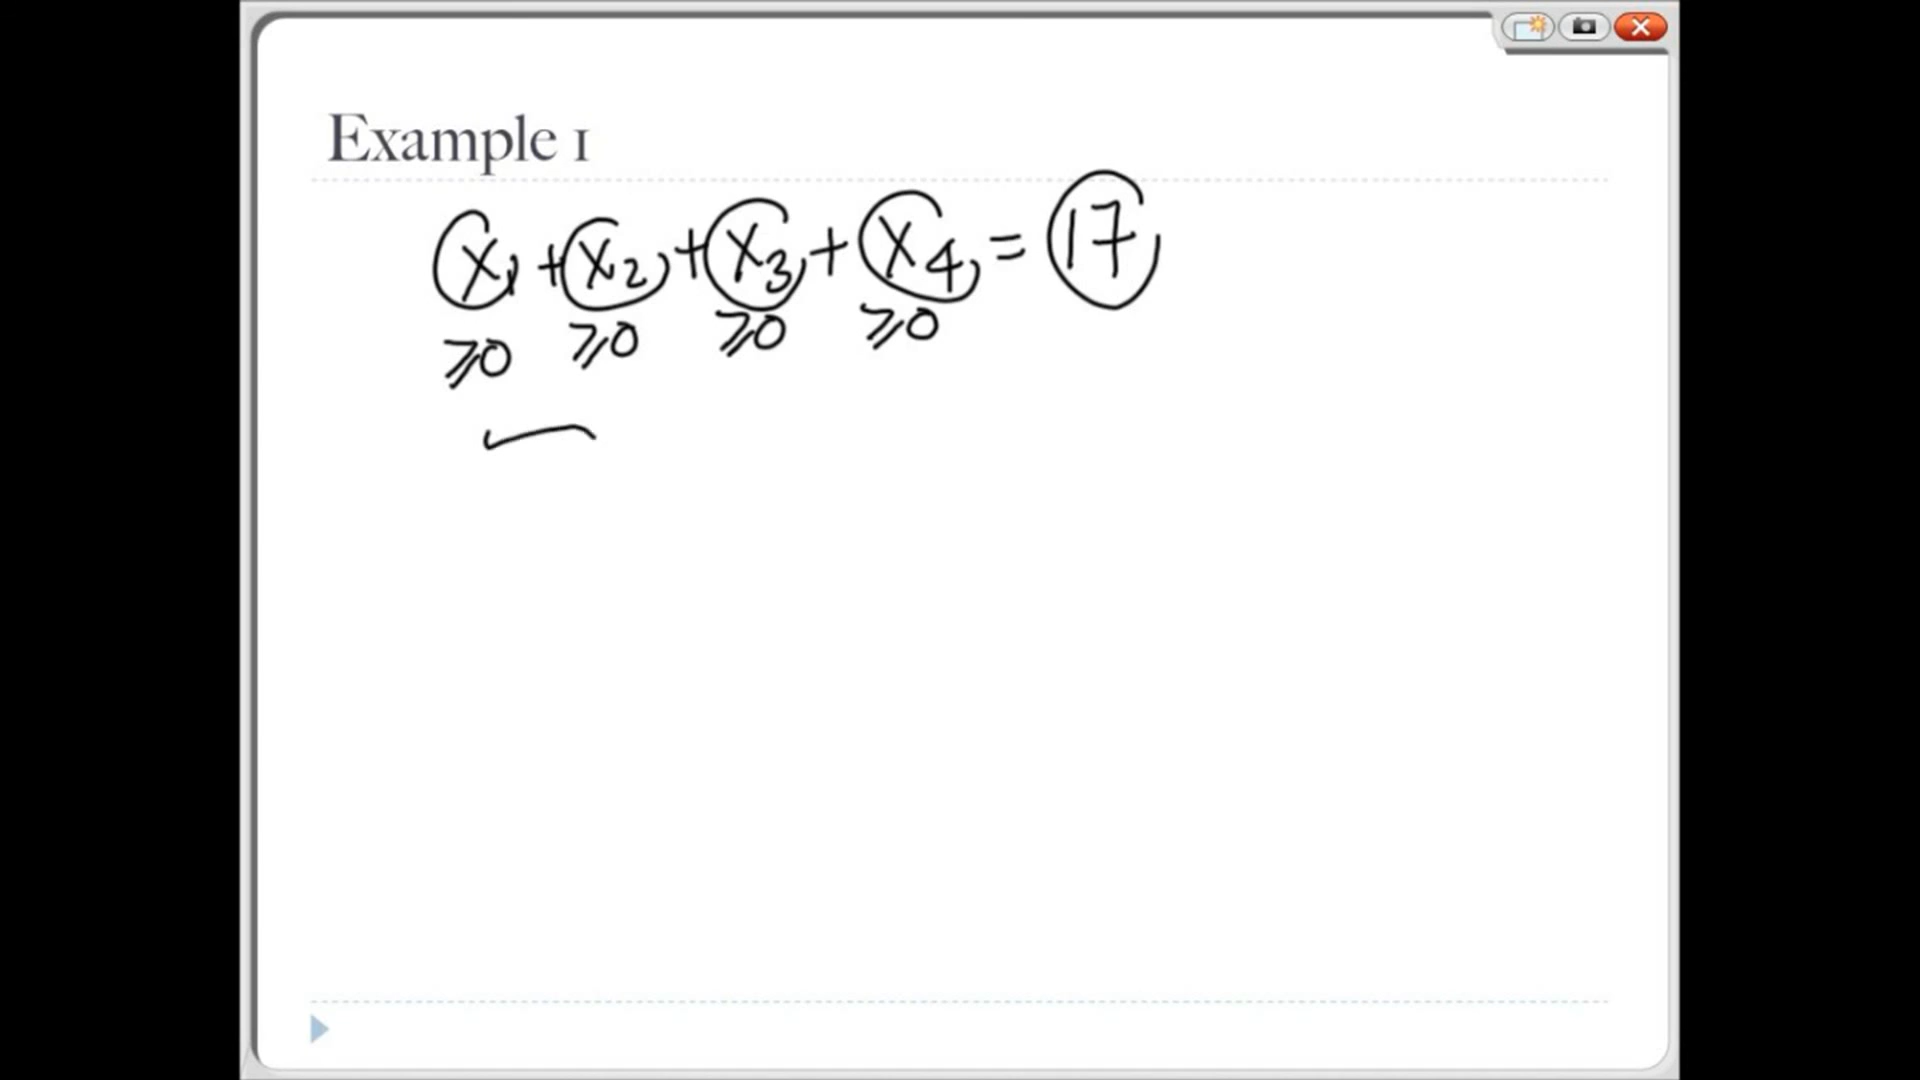 Example 1
x₁ + x₂ + x₃ + x₄ = 17
≥0 ≥0 ≥0 ≥0